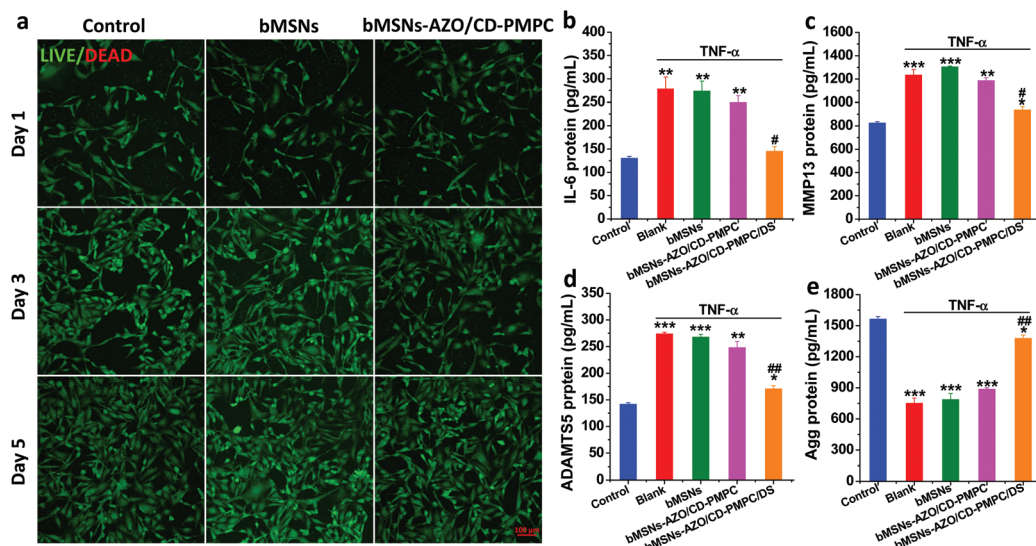 a
Control
bMSNs
bMSNs-AZO/CD-PMPC
LIVE/DEAD
Day 1
Day 3
Day 5
100 μm
b
TNF-α
IL-6 protein (pg/mL)
400
350
300
250
200
150
100
50
0
**
**
**
#
Control
Blank
bMSNs
bMSNs-AZO/CD-PMPC
bMSNs-AZO/CD-PMPC/DS
c
TNF-α
MMP13 protein (pg/mL)
1600
1400
1200
1000
800
600
400
200
0
***
***
**
#
*
Control
Blank
bMSNs
bMSNs-AZO/CD-PMPC
bMSNs-AZO/CD-PMPC/DS
d
TNF-α
ADAMTS5 prptein (pg/mL)
350
300
250
200
150
100
50
0
***
***
**
##
*
Control
Blank
bMSNs
bMSNs-AZO/CD-PMPC
bMSNs-AZO/CD-PMPC/DS
e
TNF-α
Agg protein (pg/mL)
1800
1500
1200
900
600
300
0
***
***
***
##
*
Control
Blank
bMSNs
bMSNs-AZO/CD-PMPC
bMSNs-AZO/CD-PMPC/DS